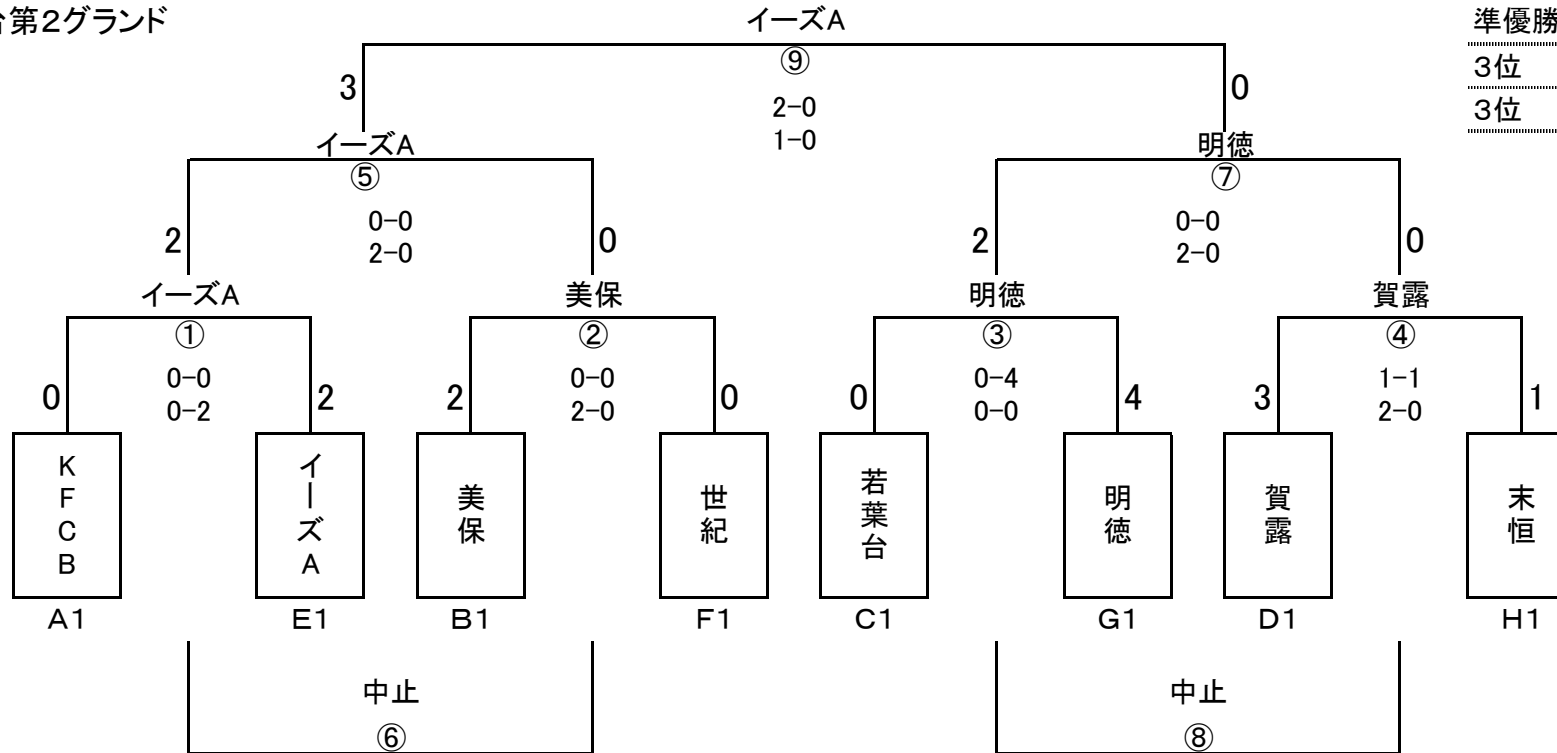 台第2グランド
イーズA
準優勝
⑨
3
0
3位
2-0
3位
1-0
イーズA
明徳
⑤
⑦
0-0
0-0
2
0
2
0
2-0
2-0
イーズA
美保
明徳
賀露
①
②
③
④
0-0
0-0
0-4
1-1
0
2
2
0
0
4
3
1
0-2
2-0
0-0
2-0
KFCB
イーズA
美保
世紀
若葉台
明徳
賀露
末恒
A1
E1
B1
F1
C1
G1
D1
H1
中止
中止
⑥
⑧